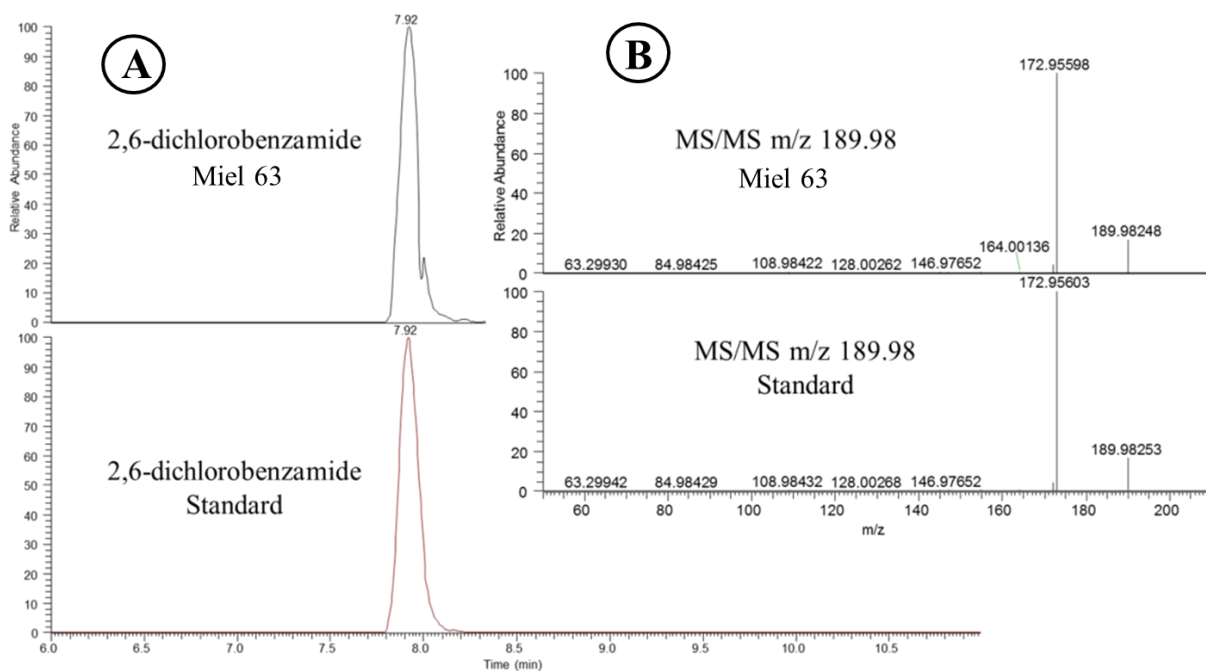 A
7.92
100
90
80
70
60
50
40
30
20
10
0
Relative Abundance
2,6-dichlorobenzamide
Miel 63
7.92
100
90
80
70
60
50
40
30
20
10
0
2,6-dichlorobenzamide
Standard
6.0 6.5 7.0 7.5 8.0 8.5 9.0 9.5 10.0 10.5
Time (min)
B
172.95598
100
80
60
40
20
0
Relative Abundance
MS/MS m/z 189.98
Miel 63
164.00136
189.98248
63.29930 84.98425 108.98422 128.00262 146.97652
172.95603
100
80
60
40
20
0
MS/MS m/z 189.98
Standard
189.98253
63.29942 84.98429 108.98432 128.00268 146.97652
60 80 100 120 140 160 180 200
m/z